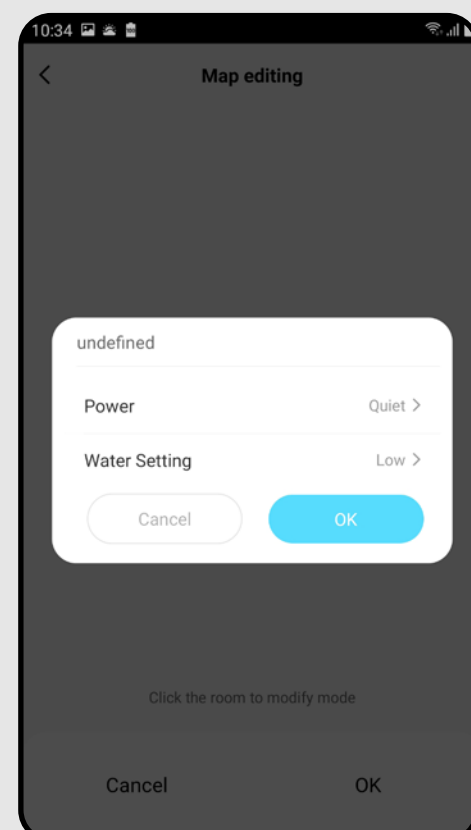 10:34
Map editing
undefined
Power Quiet
Water Setting Low
Cancel OK
Click the room to modify mode
Cancel OK